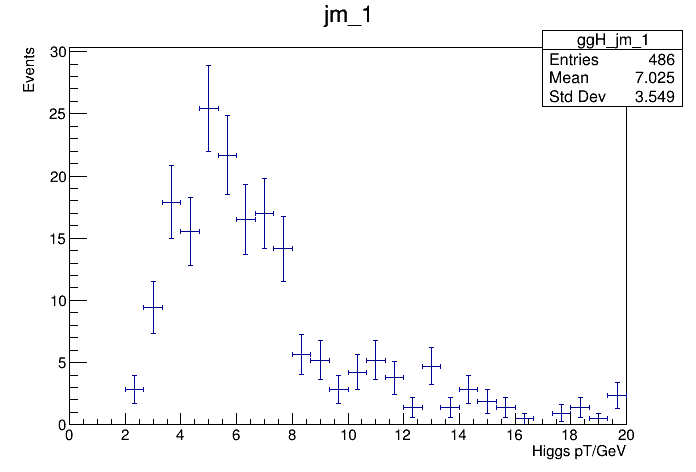 jm_1
ggH_jm_1
Entries 486
Mean 7.025
Std Dev 3.549
Events
30
25
20
15
10
5
0
0 2 4 6 8 10 12 14 16 18 20
Higgs pT/GeV